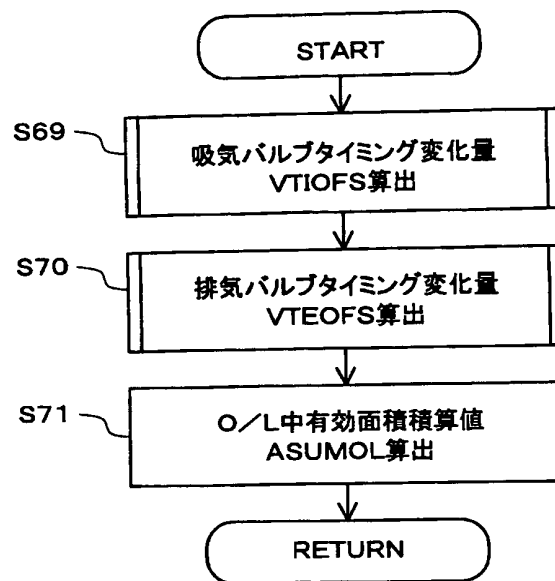 START
S69
吸気バルブタイミング変化量
VTIOFS算出
S70
排気バルブタイミング変化量
VTEOFS算出
S71
O／L中有効面積積算値
ASUMOL算出
RETURN